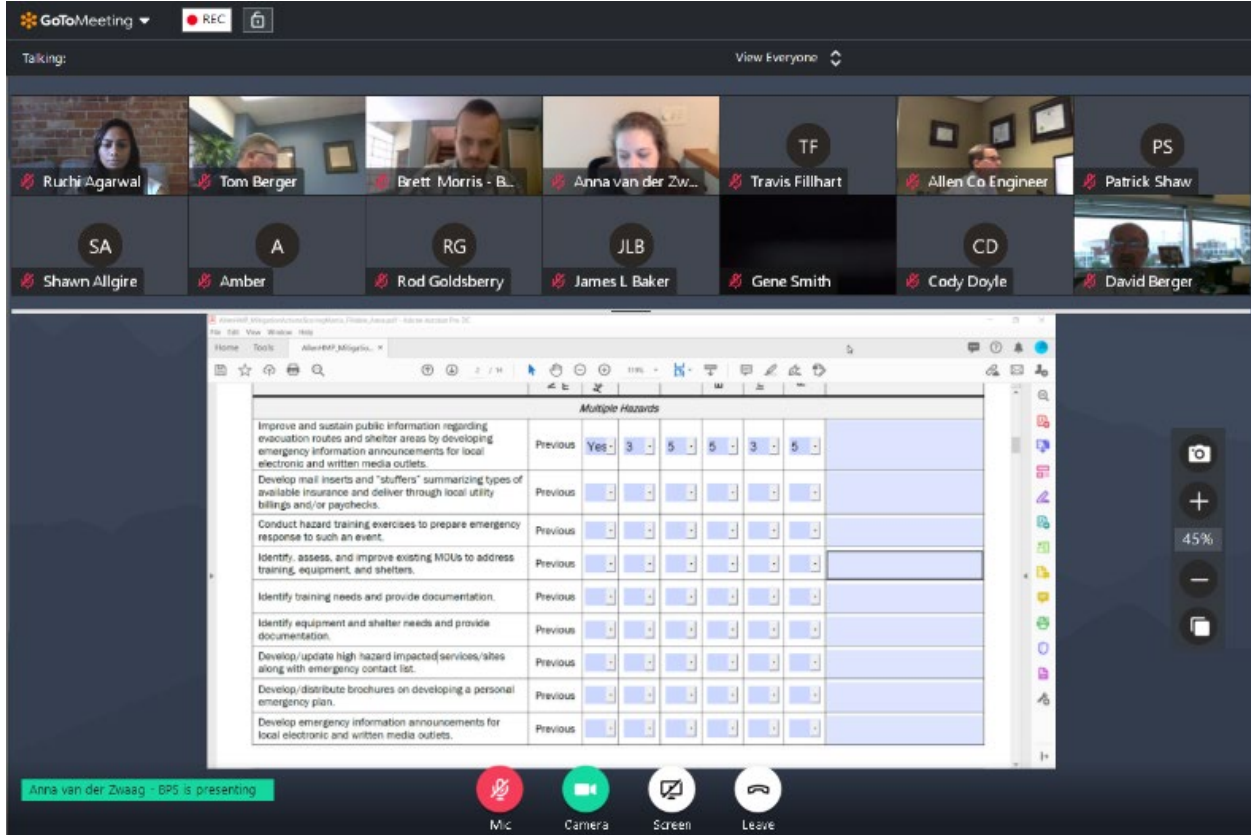 GoToMeeting
REC
Talking:
View Everyone
TF
PS
Ruchi Agarwal
Tom Berger
Brett Morris - B...
Anna van der Zw...
Travis Fillhart
Allen Co Engineer
Patrick Shaw
SA
A
RG
JLB
CD
Shawn Allgire
Amber
Rod Goldsberry
James L Baker
Gene Smith
Cody Doyle
David Berger
File Edit View Window Help
Home Tools AllenHMP_Mitigatio... ×
2 / 14
Multiple Hazards
Improve and sustain public information regarding
evacuation routes and shelter areas by developing
emergency information announcements for local
electronic and written media outlets.
Previous Yes 3 5 5 3 5
Develop mail inserts and "stuffers" summarizing types of
available insurance and deliver through local utility
billings and/or paychecks.
Previous
Conduct hazard training exercises to prepare emergency
response to such an event.
Previous
Identify, assess, and improve existing MOUs to address
training, equipment, and shelters.
Previous
Identify training needs and provide documentation.
Previous
Identify equipment and shelter needs and provide
documentation.
Previous
Develop/update high hazard impacted services/sites
along with emergency contact list.
Previous
Develop/distribute brochures on developing a personal
emergency plan.
Previous
Develop emergency information announcements for
local electronic and written media outlets.
Previous
45%
Anna van der Zwaag - BPS is presenting
Mic
Camera
Screen
Leave